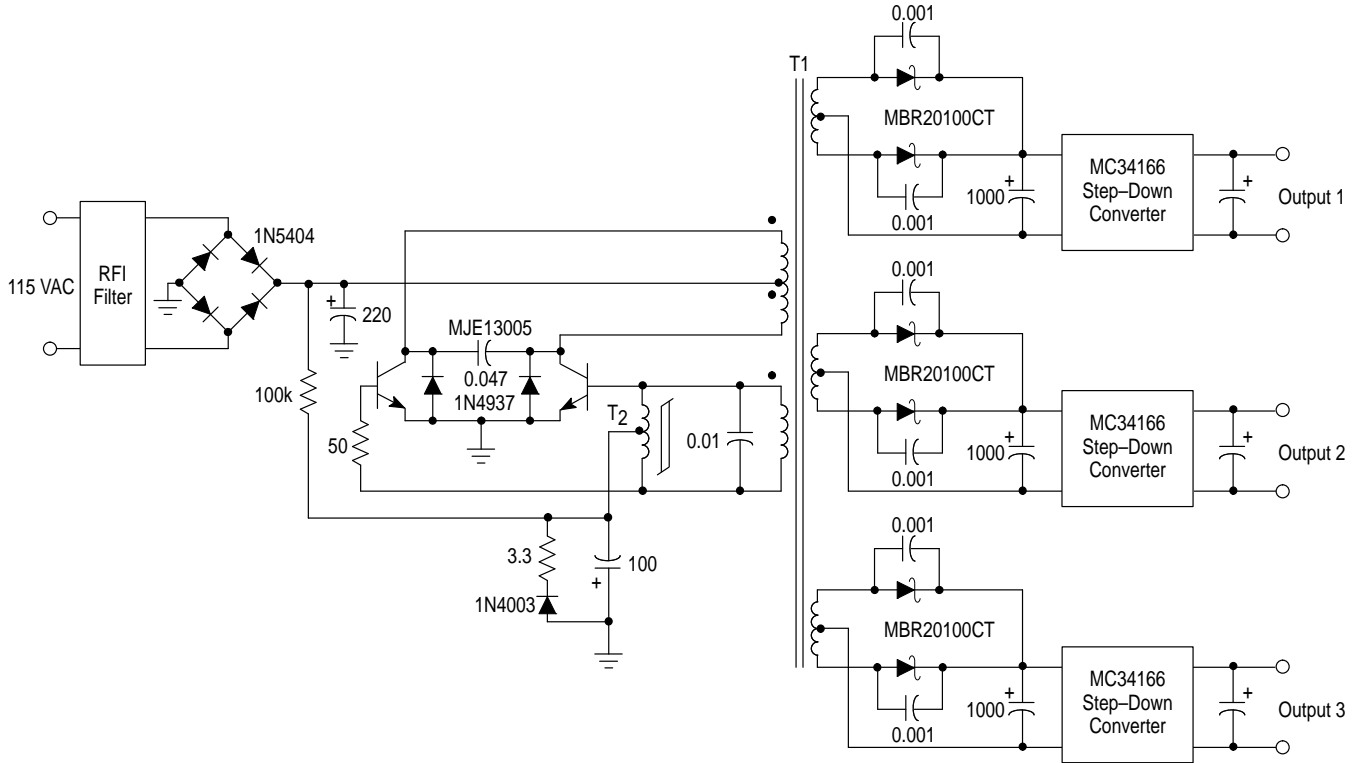 0.001
T1
MBR20100CT
MC34166
Step–Down
Converter
1000
+
+
Output 1
0.001
1N5404
115 VAC
RFI
Filter
+
220
MJE13005
0.047
1N4937
100k
50
T2
0.01
0.001
MBR20100CT
MC34166
Step–Down
Converter
1000
+
+
Output 2
0.001
3.3
100
+
1N4003
0.001
MBR20100CT
MC34166
Step–Down
Converter
1000
+
+
Output 3
0.001